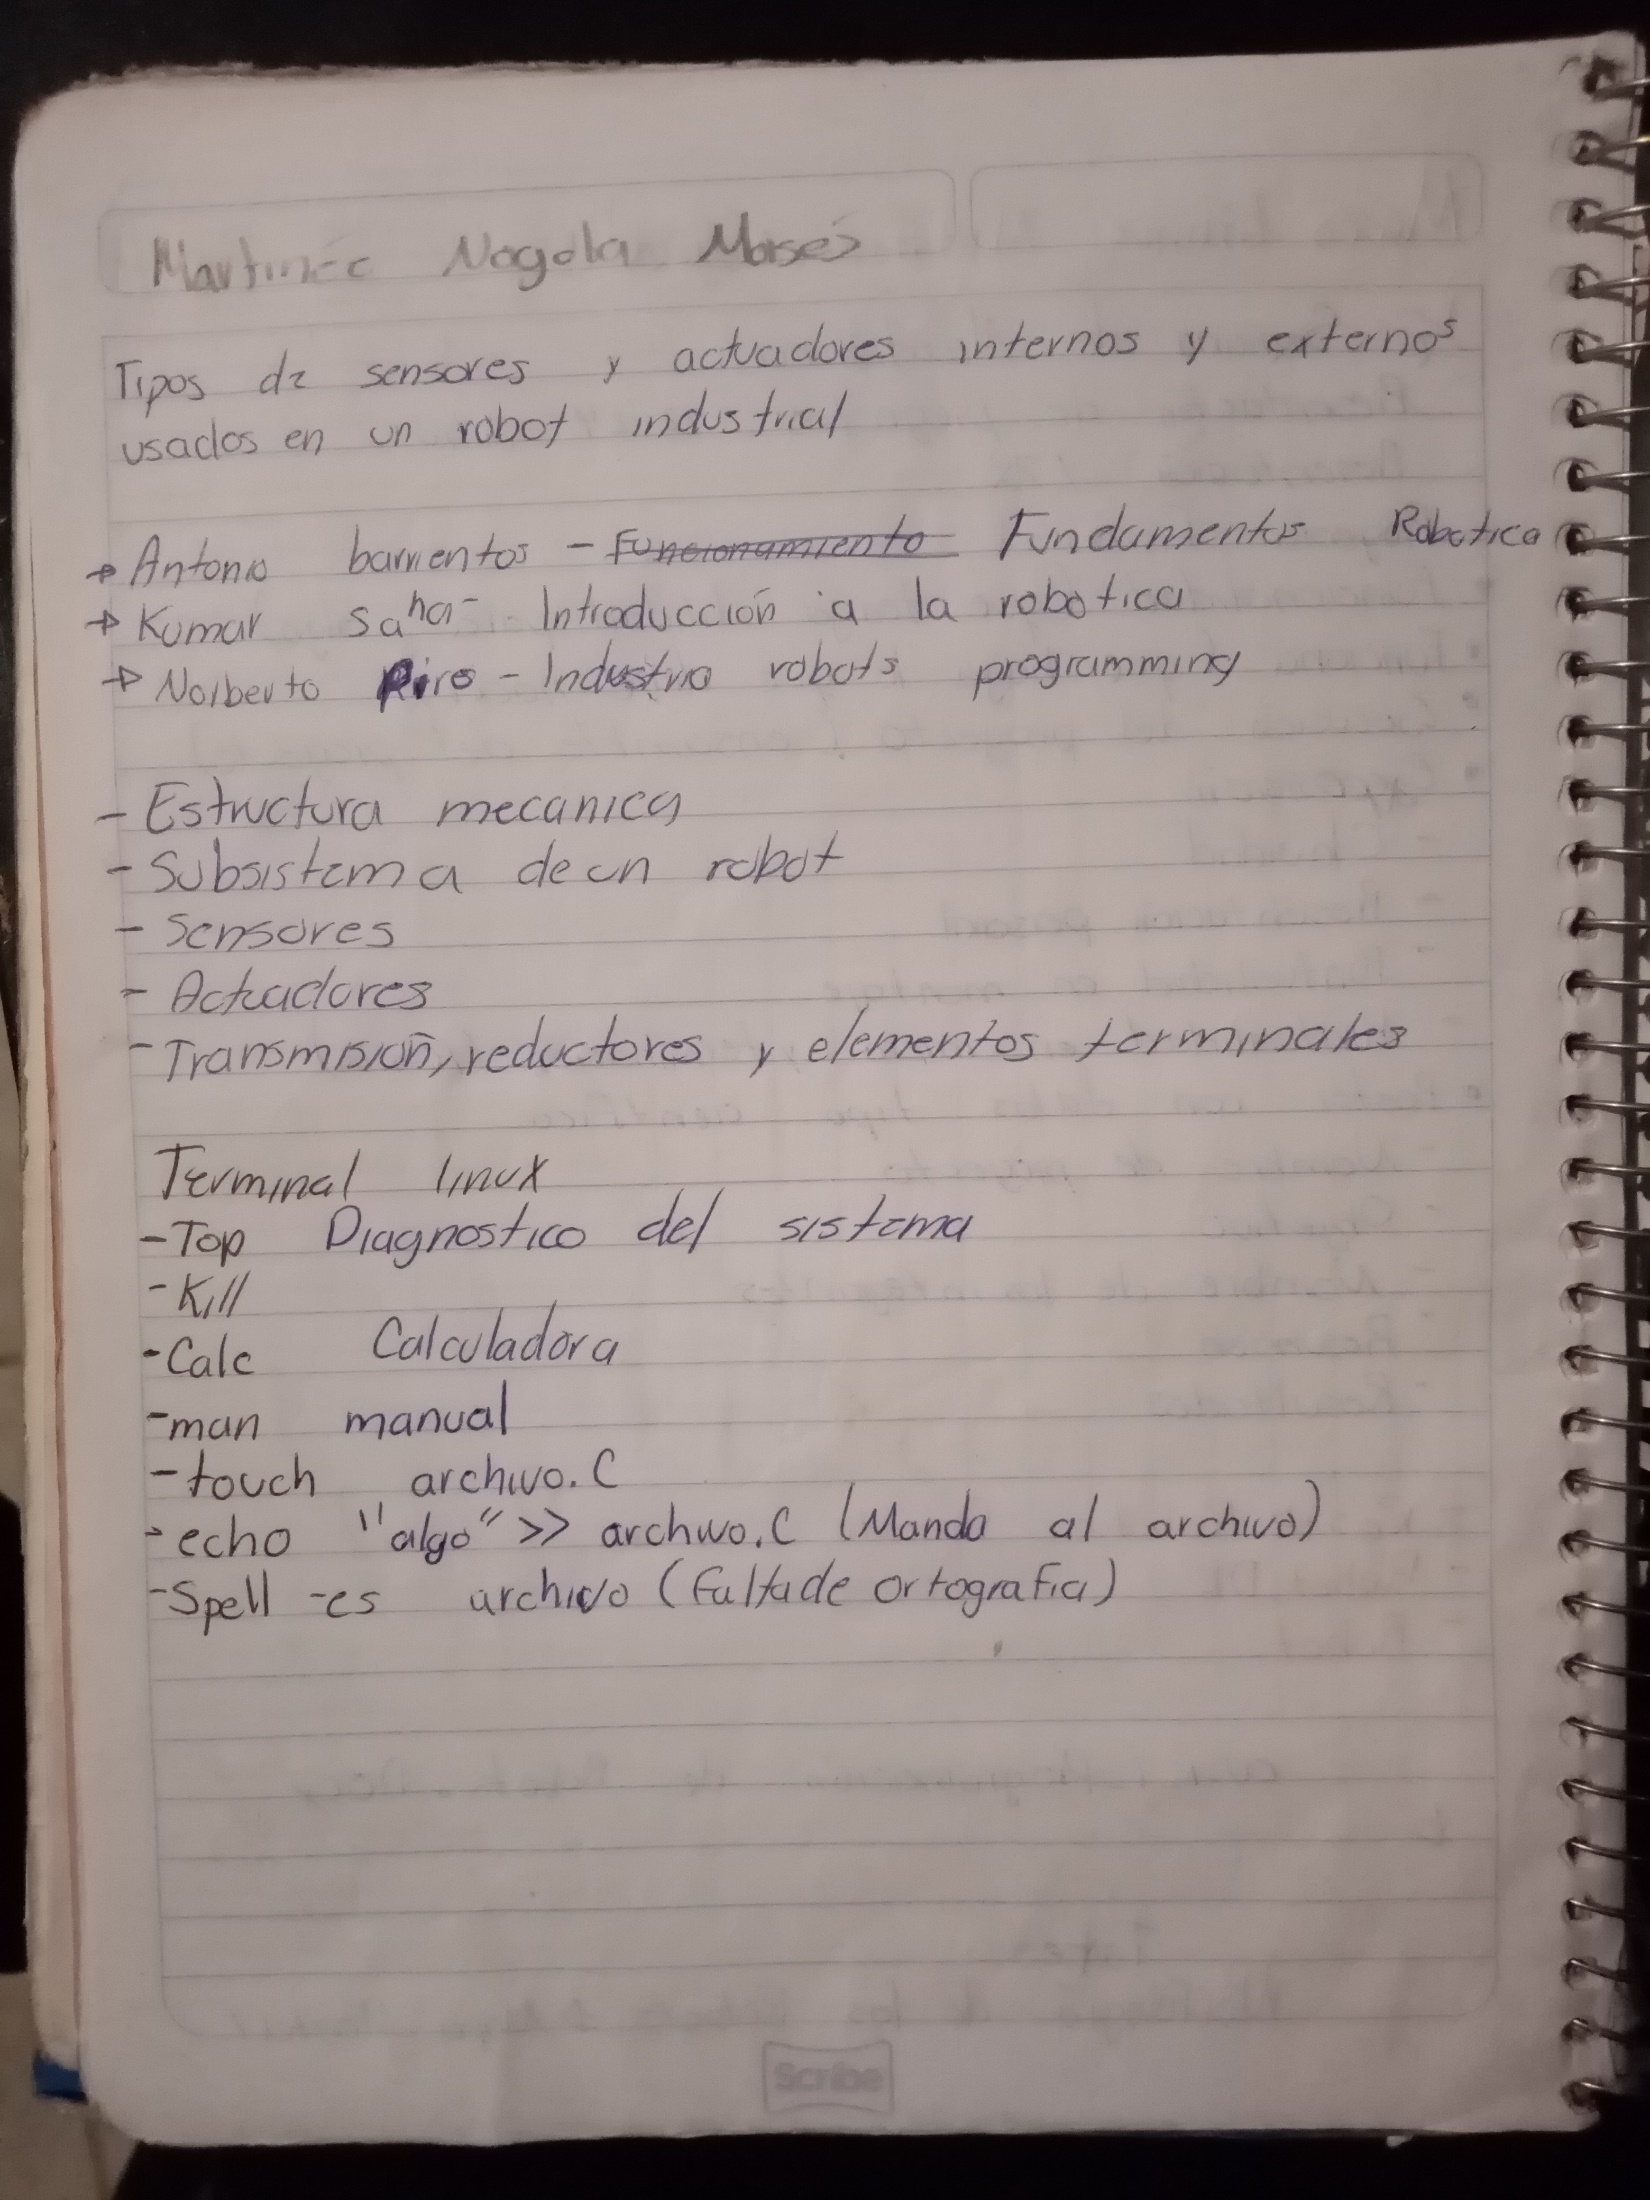 Martinéz Nogola Moisés
Tipos de sensores y actuadores internos y externos
usados en un robot industrial
→ Antonio barrientos - Funcionamiento Fundamentos Robotica
→ Kumar Saha - Introducción a la robotica
→ Norberto Piro - Industria robots programming
- Estructura mecanica
- Subsistema de un robot
- Sensores
- Actuadores
- Transmisión, reductores y elementos terminales
Terminal linux
- Top Diagnostico del sistema
- Kill
- Calc Calculadora
- man manual
- touch archivo.C
- echo "algo" >> archivo.C (Manda al archivo)
- Spell -es archivo (Falta de ortografia)
Scribe